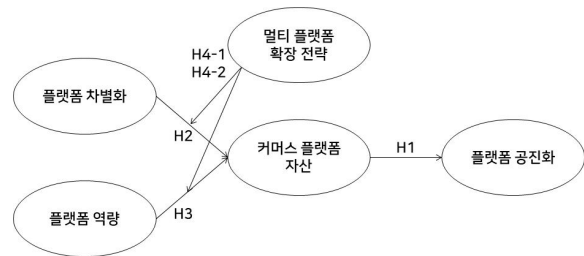 멀티 플랫폼
확장 전략
H4-1
H4-2
플랫폼 차별화
H2
커머스 플랫폼
자산
H1
플랫폼 공진화
플랫폼 역량
H3